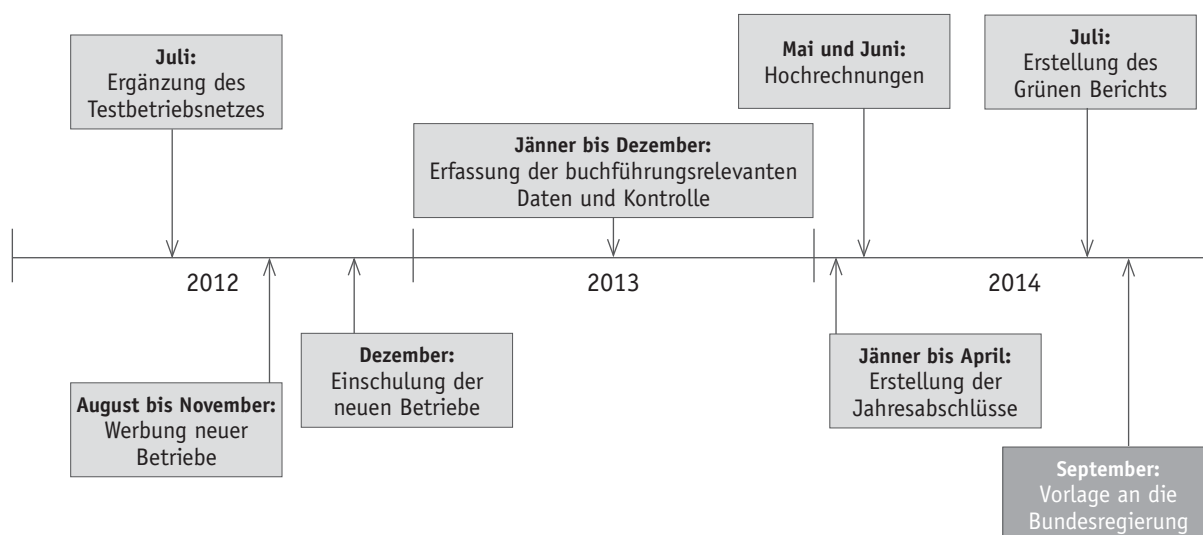 Juli:
Ergänzung des
Testbetriebsnetzes
Mai und Juni:
Hochrechnungen
Juli:
Erstellung des
Grünen Berichts
Jänner bis Dezember:
Erfassung der buchführungsrelevanten
Daten und Kontrolle
2012
2013
2014
August bis November:
Werbung neuer
Betriebe
Dezember:
Einschulung der
neuen Betriebe
Jänner bis April:
Erstellung der
Jahresabschlüsse
September:
Vorlage an die
Bundesregierung